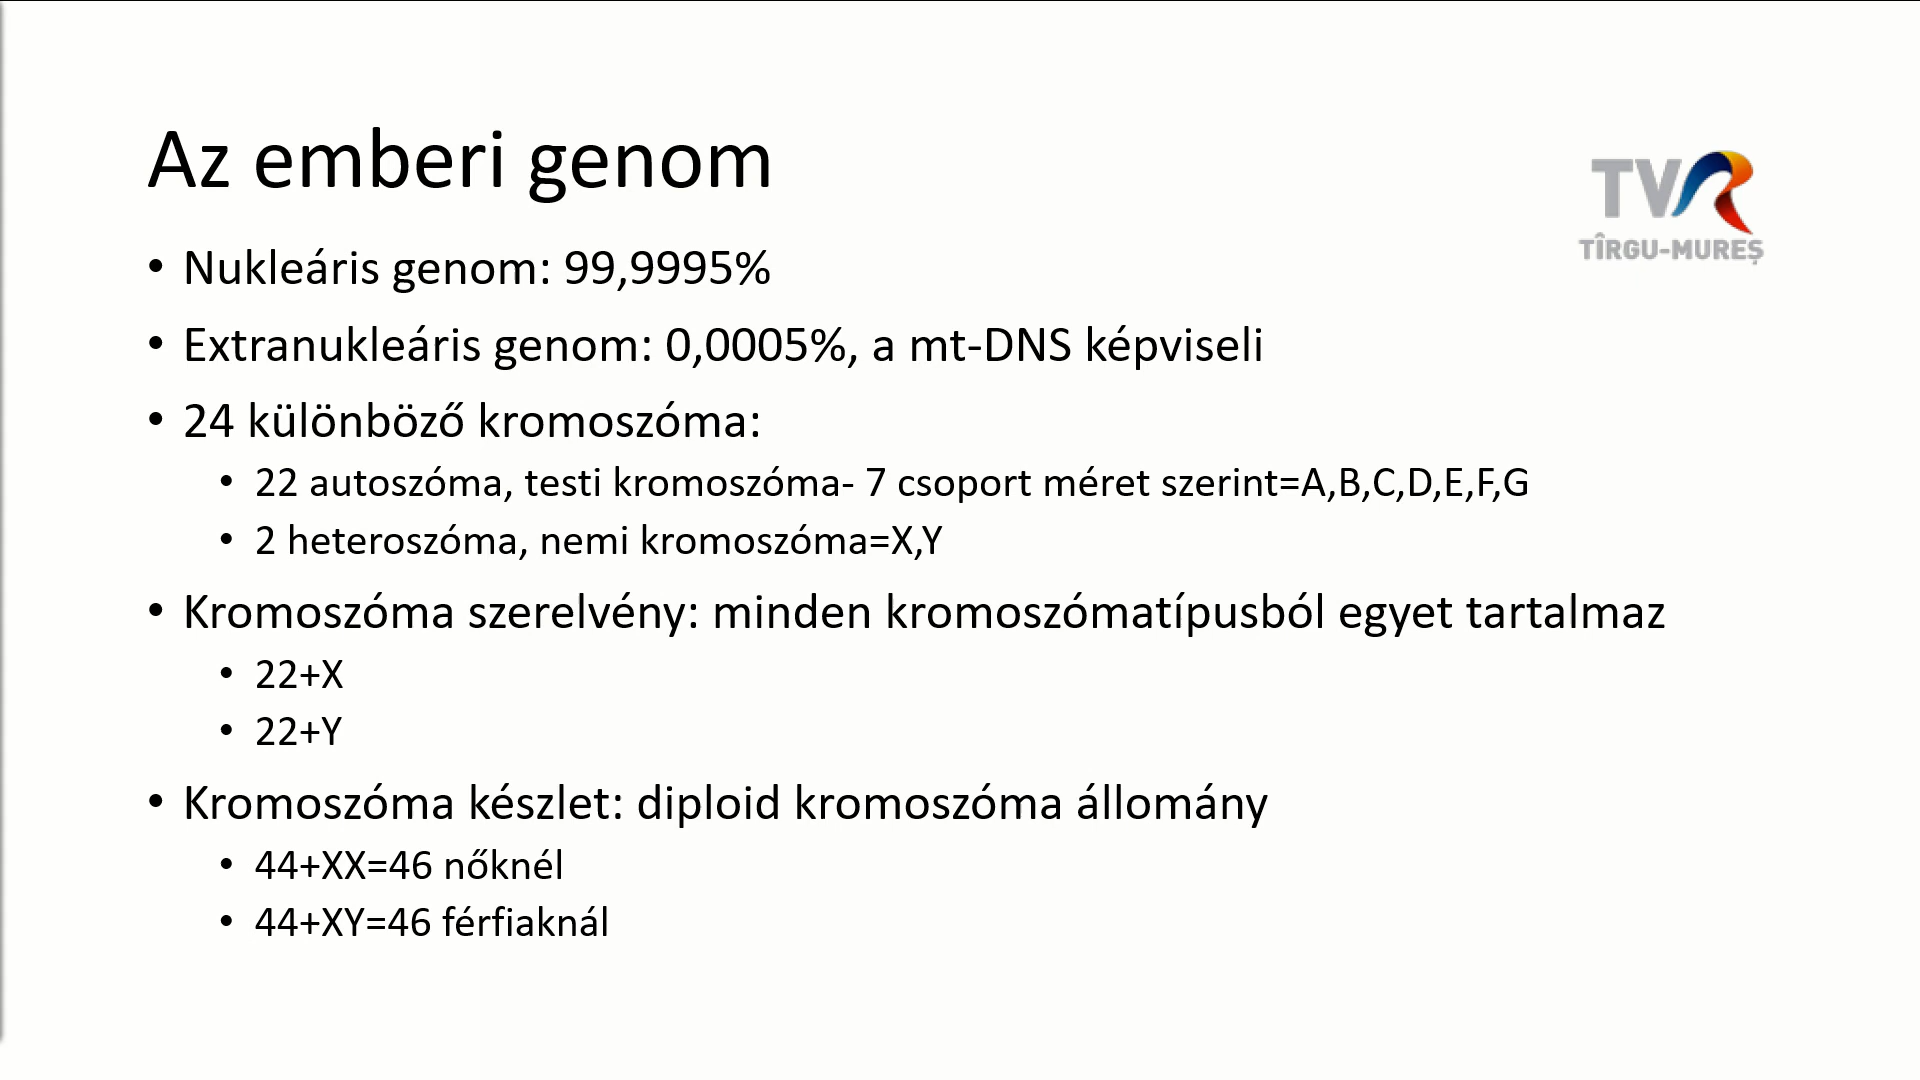 Az emberi genom
TVR
TÎRGU-MUREȘ
• Nukleáris genom: 99,9995%
• Extranukleáris genom: 0,0005%, a mt-DNS képviseli
• 24 különböző kromoszóma:
• 22 autoszóma, testi kromoszóma- 7 csoport méret szerint=A,B,C,D,E,F,G
• 2 heteroszóma, nemi kromoszóma=X,Y
• Kromoszóma szerelvény: minden kromoszómatípusból egyet tartalmaz
• 22+X
• 22+Y
• Kromoszóma készlet: diploid kromoszóma állomány
• 44+XX=46 nőknél
• 44+XY=46 férfiaknál